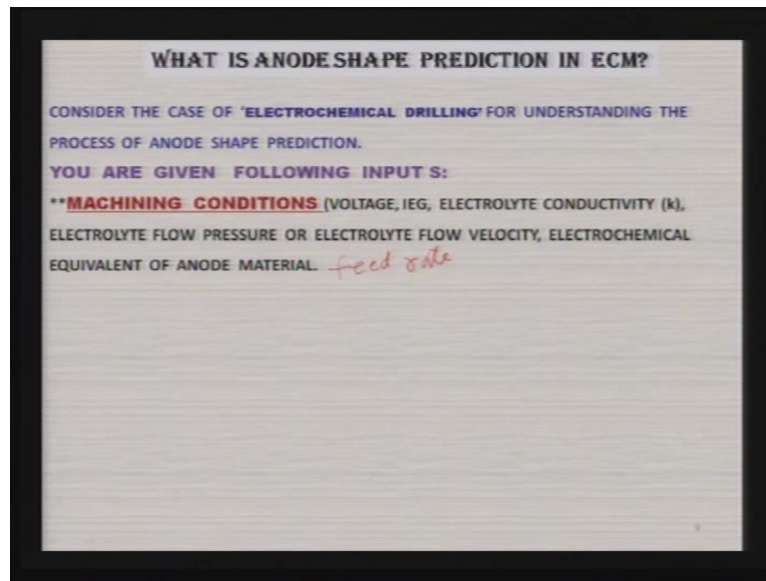 WHAT IS ANODE SHAPE PREDICTION IN ECM?
CONSIDER THE CASE OF 'ELECTROCHEMICAL DRILLING' FOR UNDERSTANDING THE
PROCESS OF ANODE SHAPE PREDICTION.
YOU ARE GIVEN FOLLOWING INPUT S:
**MACHINING CONDITIONS (VOLTAGE, IEG, ELECTROLYTE CONDUCTIVITY (k),
ELECTROLYTE FLOW PRESSURE OR ELECTROLYTE FLOW VELOCITY, ELECTROCHEMICAL
EQUIVALENT OF ANODE MATERIAL. feed rate